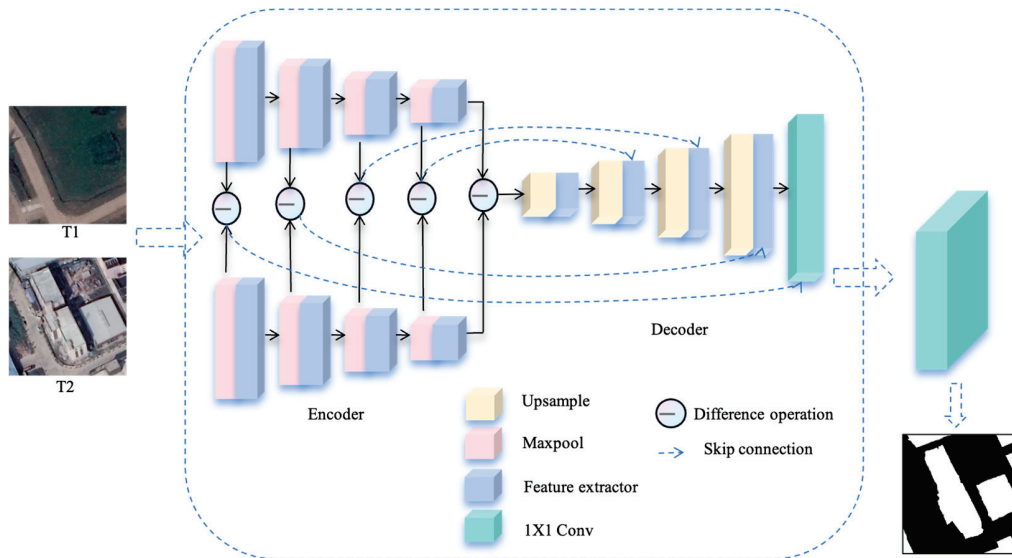 T1
T2
Encoder
Decoder
Upsample
Maxpool
Feature extractor
1X1 Conv
Difference operation
Skip connection